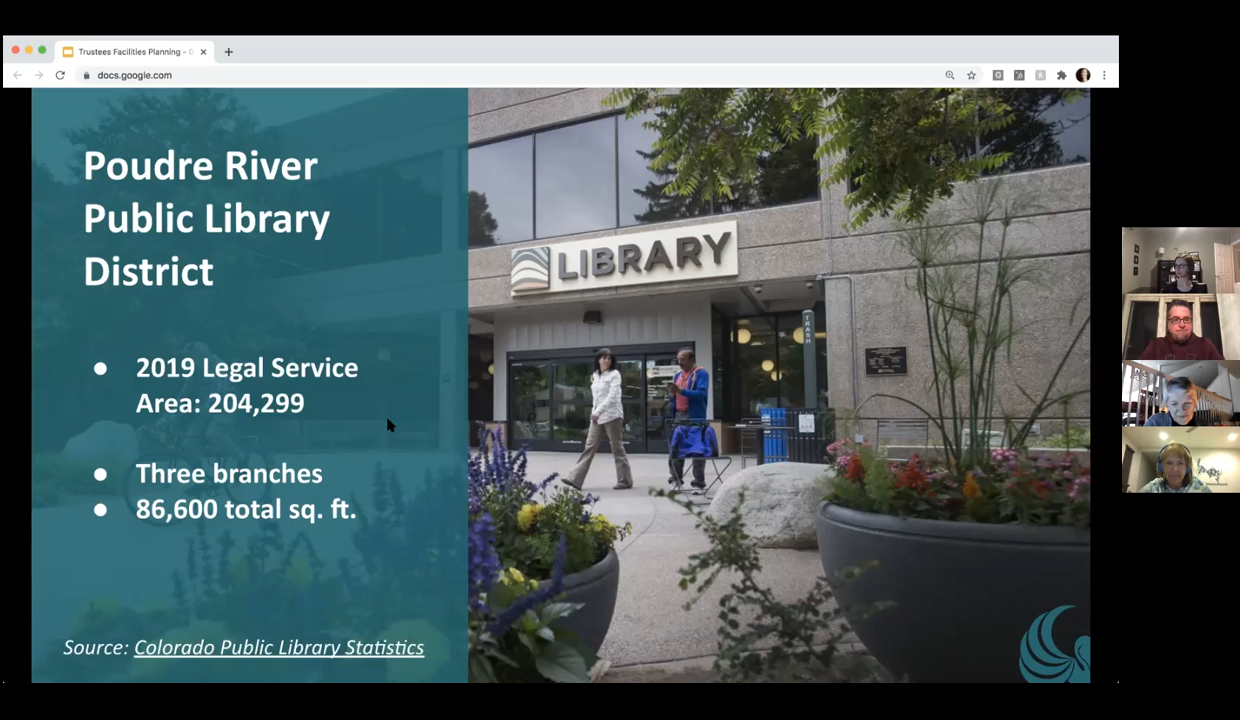 Trustees Facilities Planning -
docs.google.com
Poudre River
Public Library
District
● 2019 Legal Service
Area: 204,299
● Three branches
● 86,600 total sq. ft.
Source: Colorado Public Library Statistics
LIBRARY
TRASH